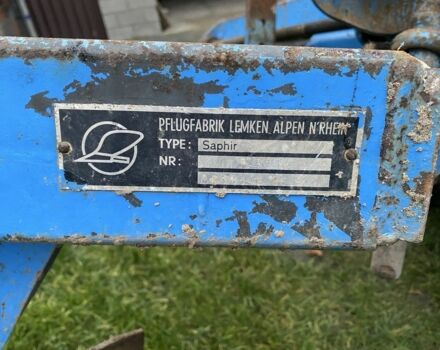 PFLUGFABRIK LEMKEN ALPEN N'RHEIN
TYPE: Saphir
NR: